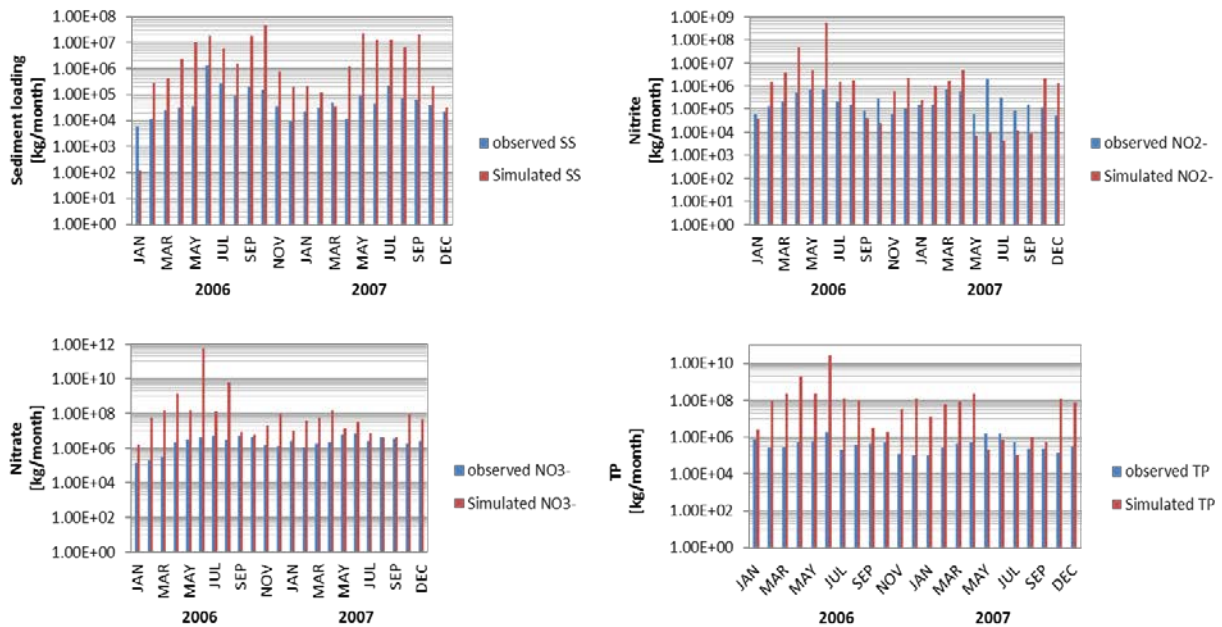 Sediment loading
[kg/month]
1.00E+08
1.00E+07
1.00E+06
1.00E+05
1.00E+04
1.00E+03
1.00E+02
1.00E+01
1.00E+00
JAN MAR MAY JUL SEP NOV JAN MAR MAY JUL SEP DEC
2006 2007
observed SS
Simulated SS
Nitrite
[kg/month]
1.00E+09
1.00E+08
1.00E+07
1.00E+06
1.00E+05
1.00E+04
1.00E+03
1.00E+02
1.00E+01
1.00E+00
JAN MAR MAY JUL SEP NOV JAN MAR MAY JUL SEP DEC
2006 2007
observed NO2-
Simulated NO2-
Nitrate
[kg/month]
1.00E+12
1.00E+10
1.00E+08
1.00E+06
1.00E+04
1.00E+02
1.00E+00
JAN MAR MAY JUL SEP NOV JAN MAR MAY JUL SEP DEC
2006 2007
observed NO3-
Simulated NO3-
TP
[kg/month]
1.00E+10
1.00E+08
1.00E+06
1.00E+04
1.00E+02
1.00E+00
JAN MAR MAY JUL SEP NOV JAN MAR MAY JUL SEP DEC
2006 2007
observed TP
Simulated TP